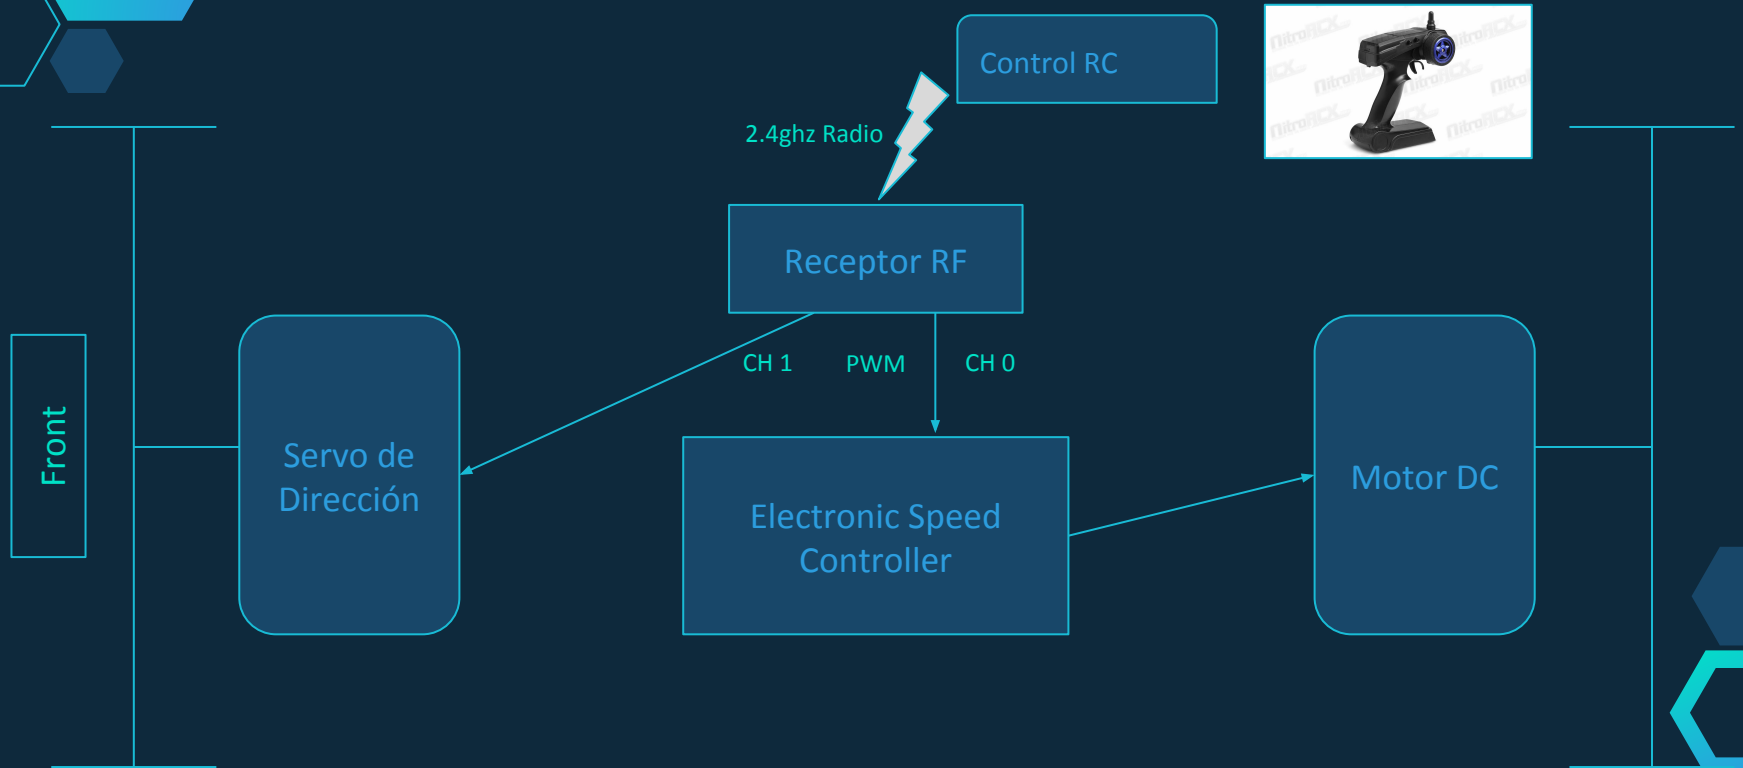 Control RC
nitroRCX
2.4ghz Radio
Receptor RF
CH 1
PWM
CH 0
Front
Servo de
Dirección
Electronic Speed
Controller
Motor DC